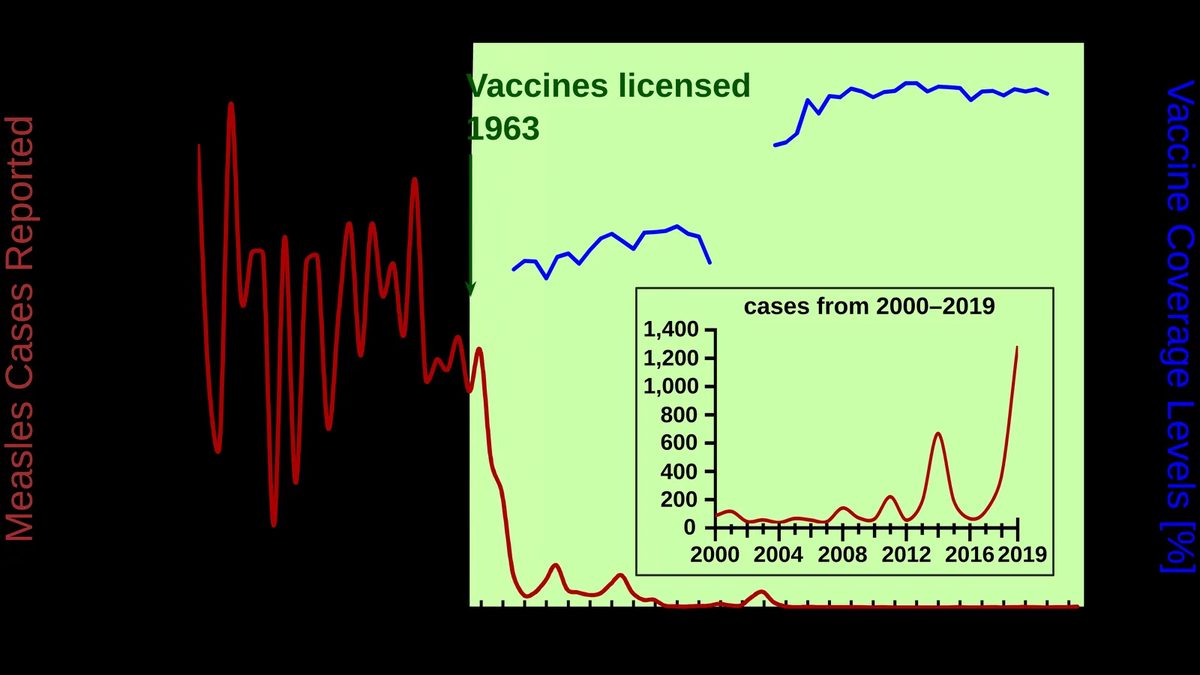 Measles Cases Reported
Vaccines licensed
1963
Vaccine Coverage Levels [%]
cases from 2000–2019
1,400
1,200
1,000
800
600
400
200
0
2000 2004 2008 2012 2016 2019